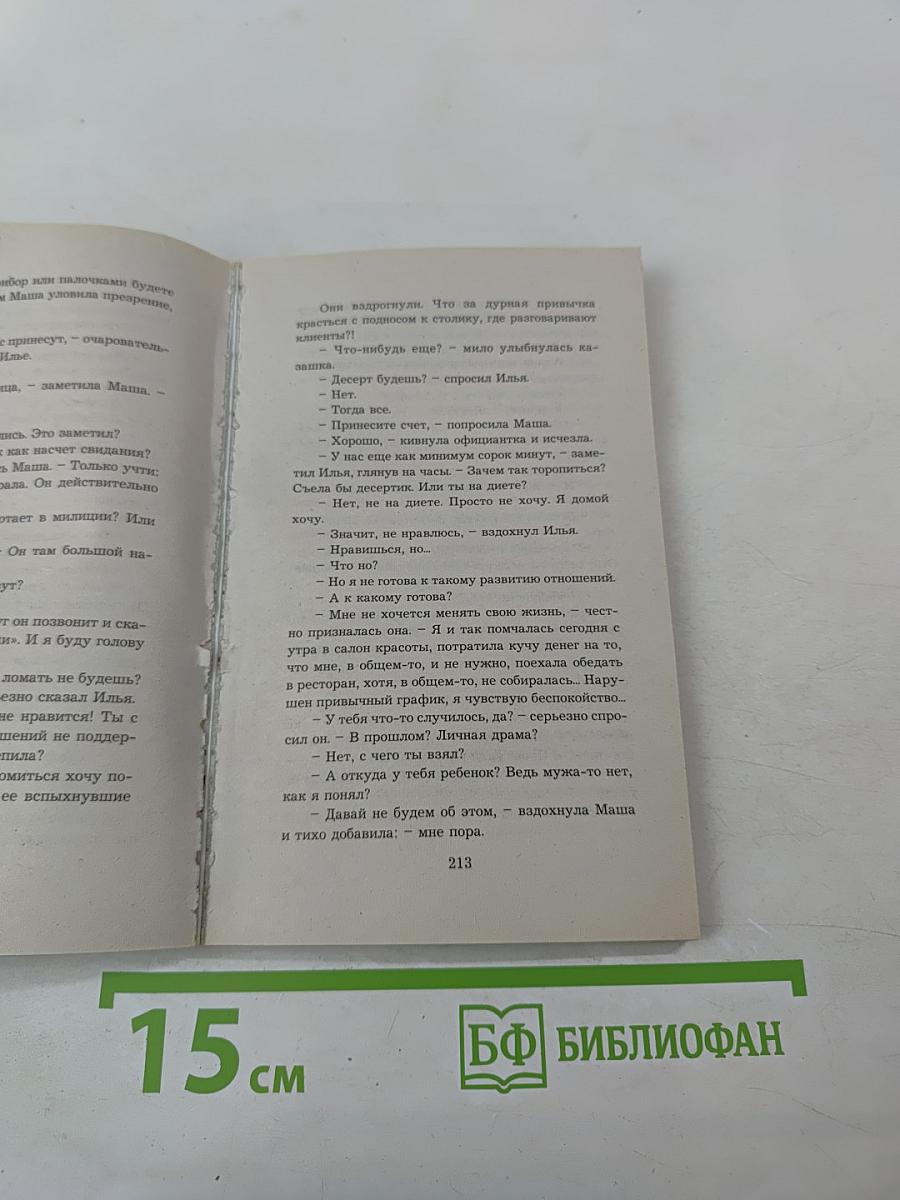 рибор или палочками будете
м Маша уловила презрение,
с принесут, – очарователь-
Илье.
ица, – заметила Маша. –
лись. Это заметил?
к как насчет свидания?
ь Маша. – Только учти:
рала. Он действительно
отает в милиции? Или
– Он там большой на-
ут?
уг он позвонит и ска-
и». И я буду голову
ломать не будешь?
езно сказал Илья.
не нравится! Ты с
шений не поддер-
пила?
омиться хочу по-
ее вспыхнувшие
Они вздрогнули. Что за дурная привычка
красться с подносом к столику, где разговаривают
клиенты?!
– Что-нибудь еще? – мило улыбнулась ка-
зашка.
– Десерт будешь? – спросил Илья.
– Нет.
– Тогда все.
– Принесите счет, – попросила Маша.
– Хорошо, – кивнула официантка и исчезла.
– У нас еще как минимум сорок минут, – заме-
тил Илья, глянув на часы. – Зачем так торопиться?
Съела бы десертик. Или ты на диете?
– Нет, не на диете. Просто не хочу. Я домой
хочу.
– Значит, не нравлюсь, – вздохнул Илья.
– Нравишься, но...
– Что но?
– Но я не готова к такому развитию отношений.
– А к какому готова?
– Мне не хочется менять свою жизнь, – чест-
но призналась она. – Я и так помчалась сегодня с
утра в салон красоты, потратила кучу денег на то,
что мне, в общем-то, и не нужно, поехала обедать
в ресторан, хотя, в общем-то, не собиралась... Нару-
шен привычный график, я чувствую беспокойство...
– У тебя что-то случилось, да? – серьезно спро-
сил он. – В прошлом? Личная драма?
– Нет, с чего ты взял?
– А откуда у тебя ребенок? Ведь мужа-то нет,
как я понял?
– Давай не будем об этом, – вздохнула Маша
и тихо добавила: – мне пора.
213
15 см
БФ БИБЛИОФАН